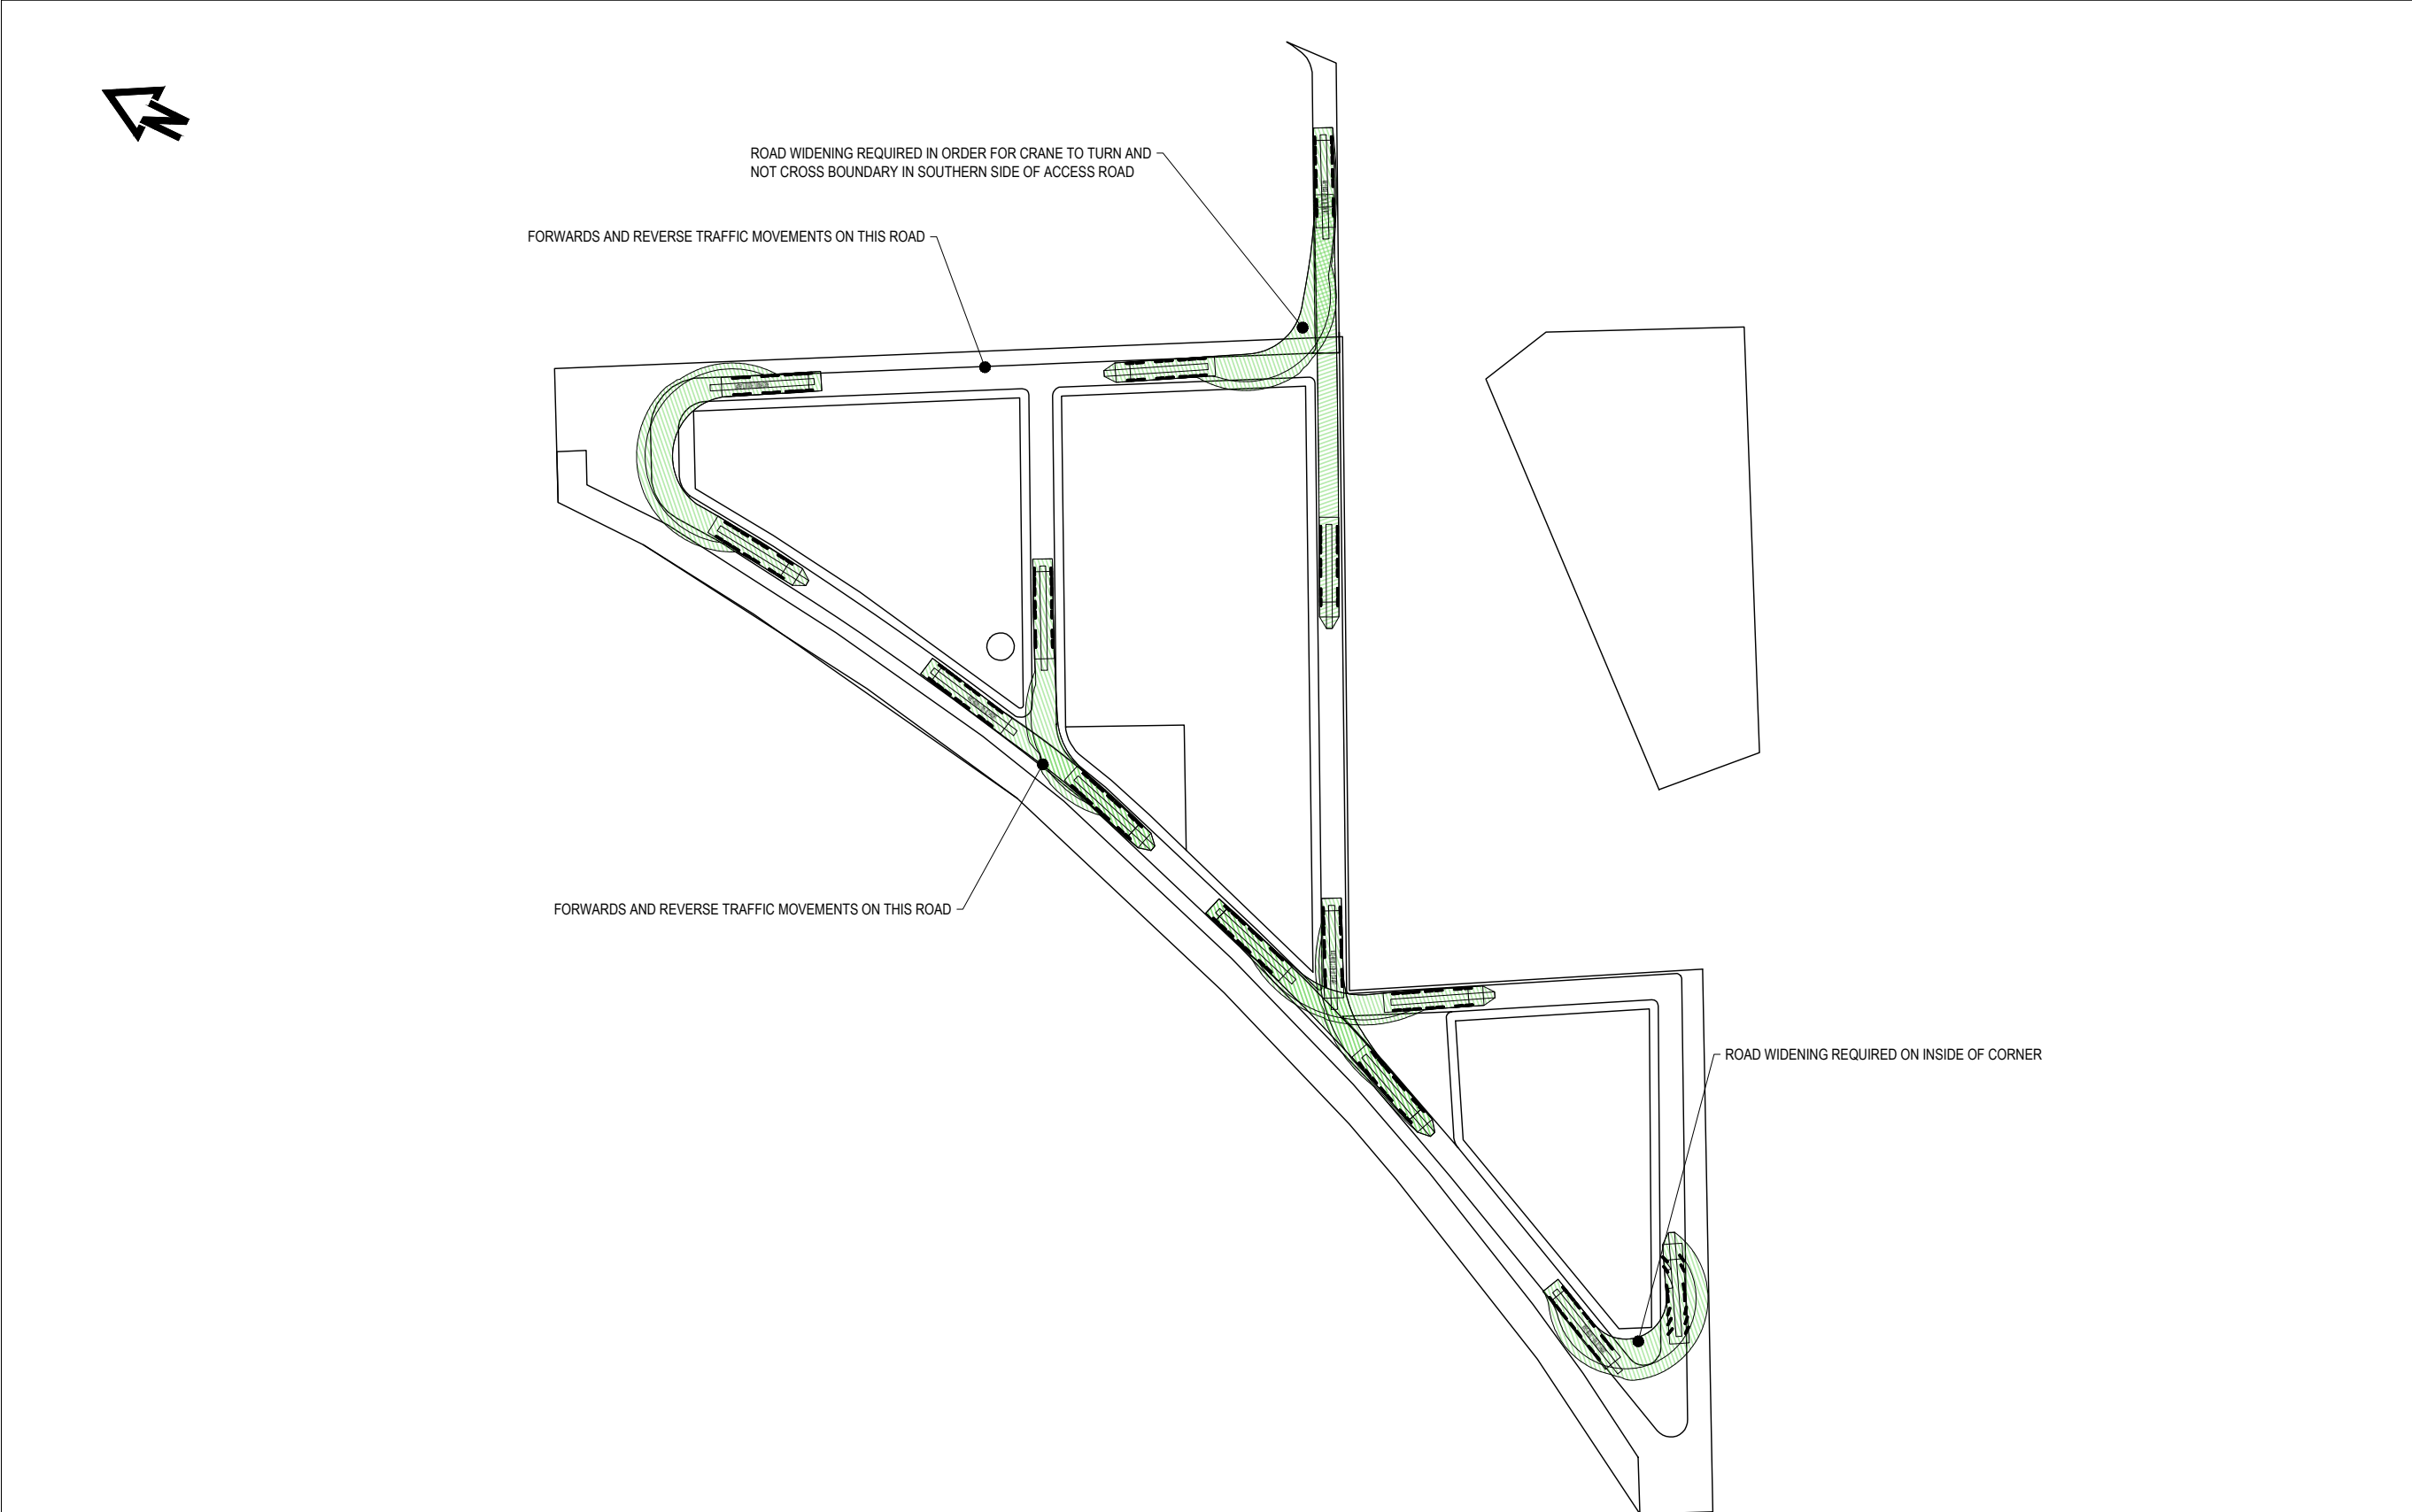 ROAD WIDENING REQUIRED IN ORDER FOR CRANE TO TURN AND
NOT CROSS BOUNDARY IN SOUTHERN SIDE OF ACCESS ROAD
FORWARDS AND REVERSE TRAFFIC MOVEMENTS ON THIS ROAD
FORWARDS AND REVERSE TRAFFIC MOVEMENTS ON THIS ROAD
ROAD WIDENING REQUIRED ON INSIDE OF CORNER
N